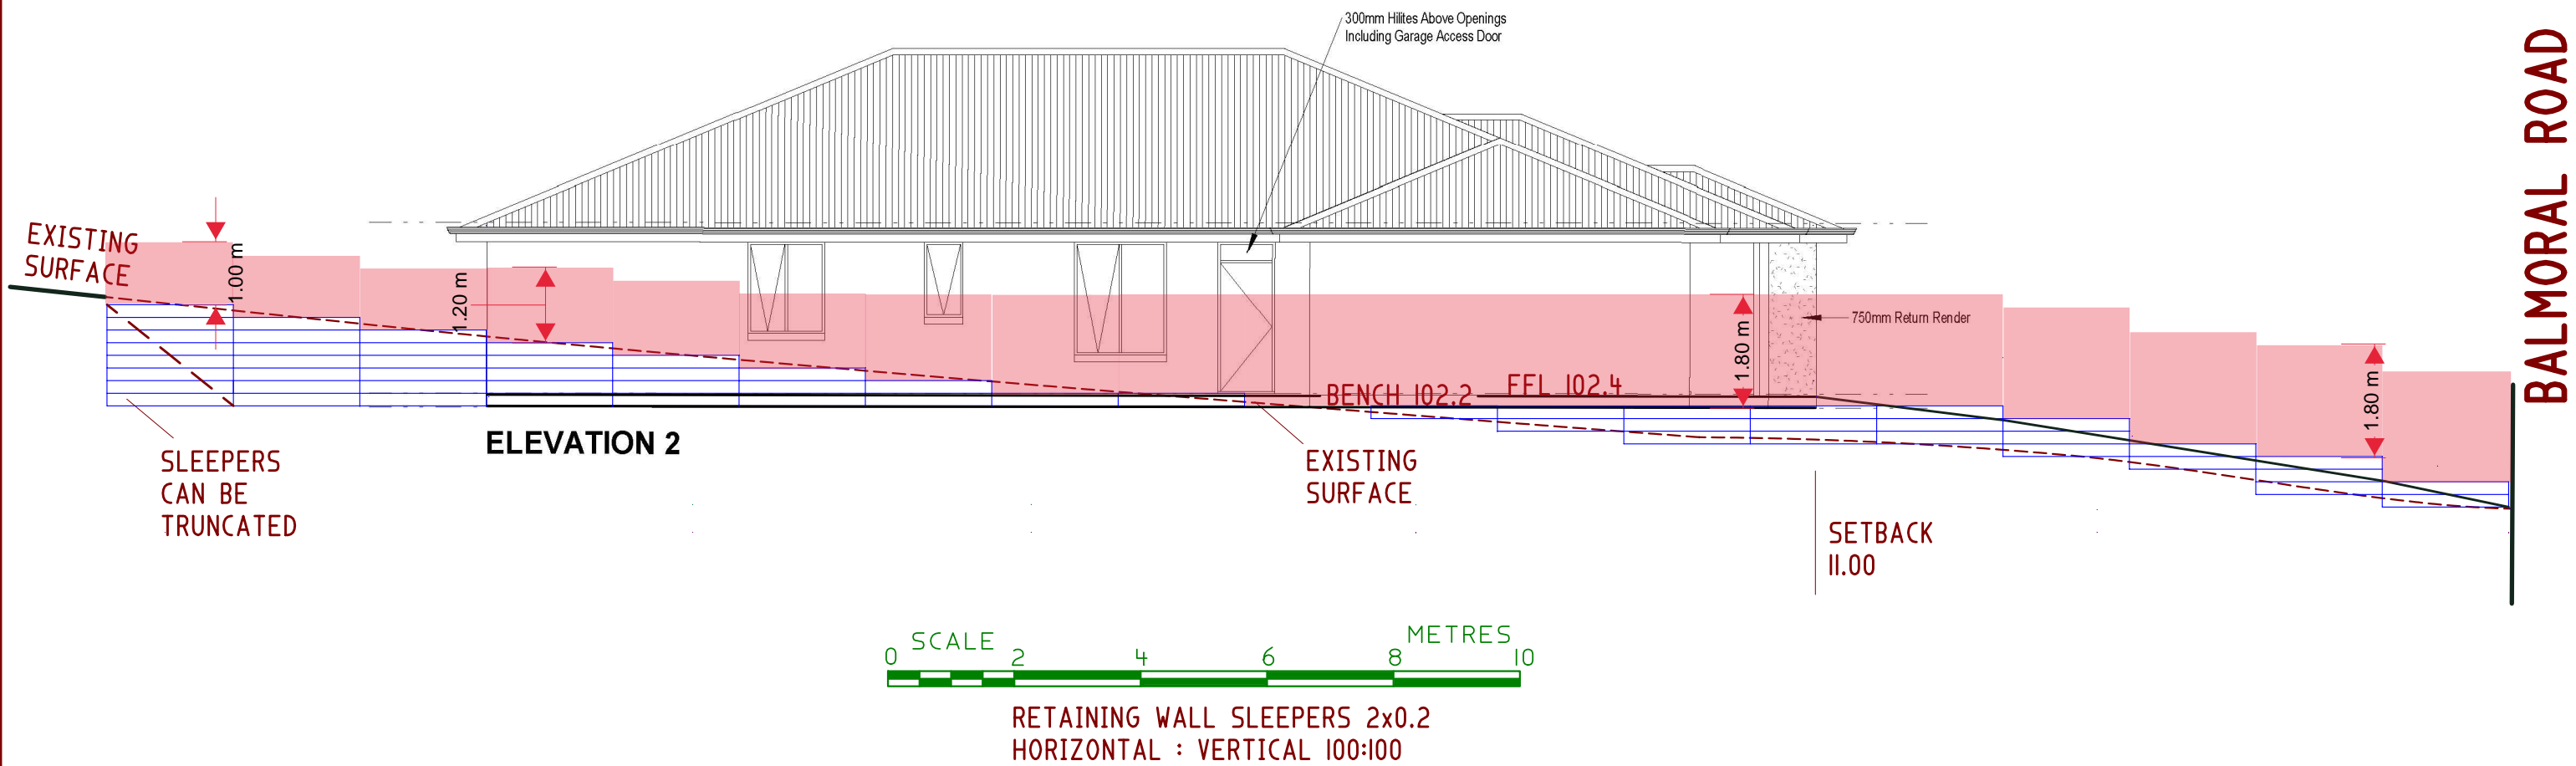 300mm Hilites Above Openings
Including Garage Access Door
BALMORAL ROAD
EXISTING
SURFACE
1.00 m
1.20 m
750mm Return Render
1.80 m
1.80 m
BENCH 102.2
FFL 102.4
ELEVATION 2
SLEEPERS
CAN BE
TRUNCATED
EXISTING
SURFACE
SETBACK
11.00
SCALE
METRES
0 2 4 6 8 10
RETAINING WALL SLEEPERS 2x0.2
HORIZONTAL : VERTICAL 100:100